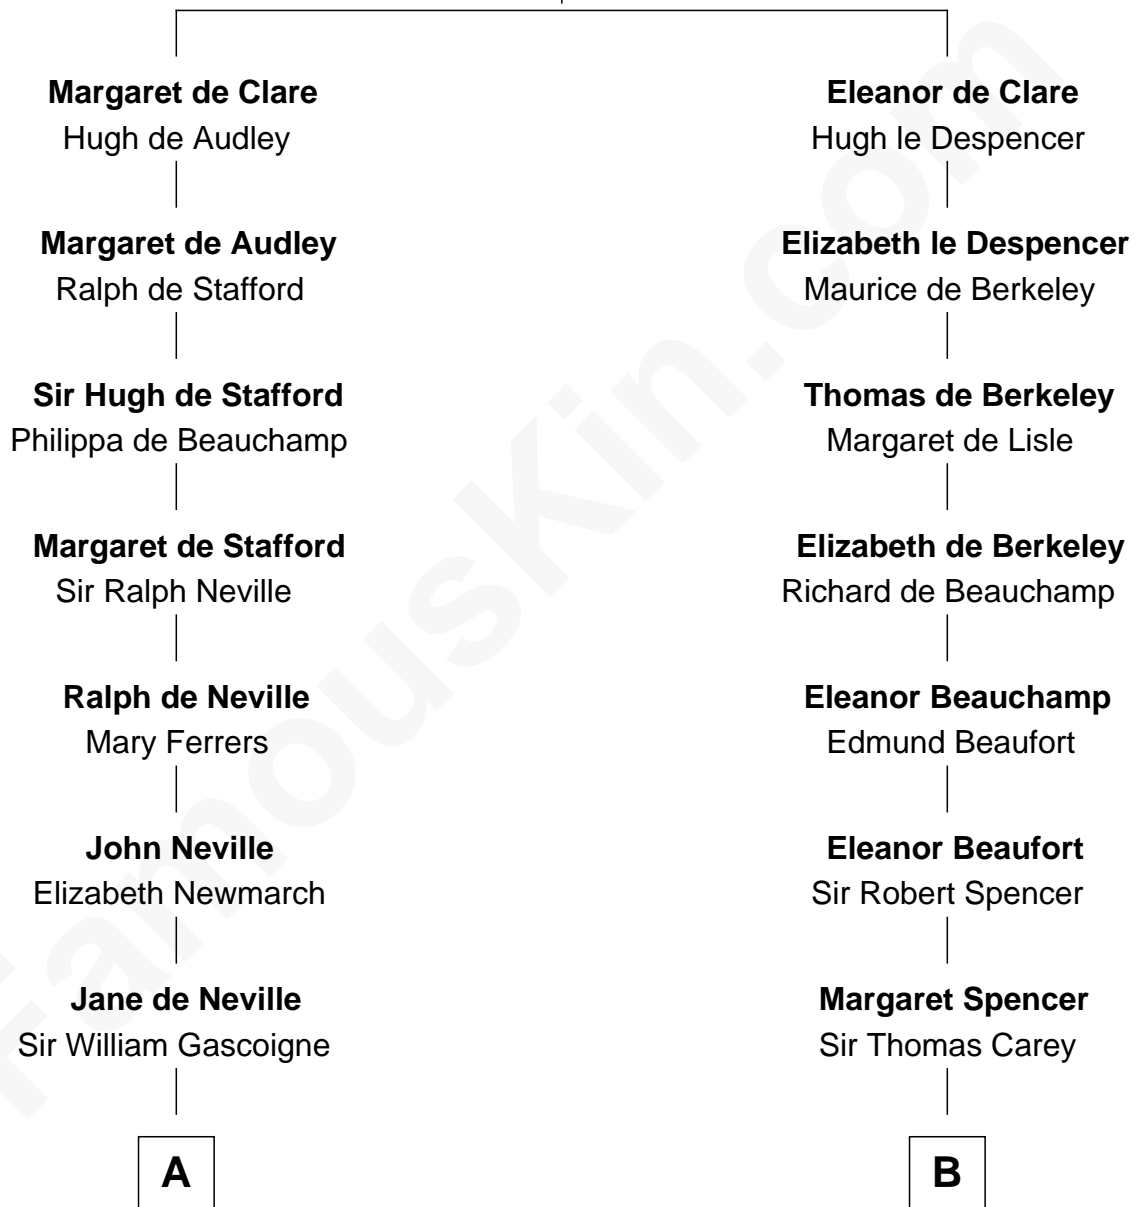 Margaret de Clare
Hugh de Audley
Margaret de Audley
Ralph de Stafford
Sir Hugh de Stafford
Philippa de Beauchamp
Margaret de Stafford
Sir Ralph Neville
Ralph de Neville
Mary Ferrers
John Neville
Elizabeth Newmarch
Jane de Neville
Sir William Gascoigne
A
Eleanor de Clare
Hugh le Despencer
Elizabeth le Despencer
Maurice de Berkeley
Thomas de Berkeley
Margaret de Lisle
Elizabeth de Berkeley
Richard de Beauchamp
Eleanor Beauchamp
Edmund Beaufort
Eleanor Beaufort
Sir Robert Spencer
Margaret Spencer
Sir Thomas Carey
B
FamousKin.com